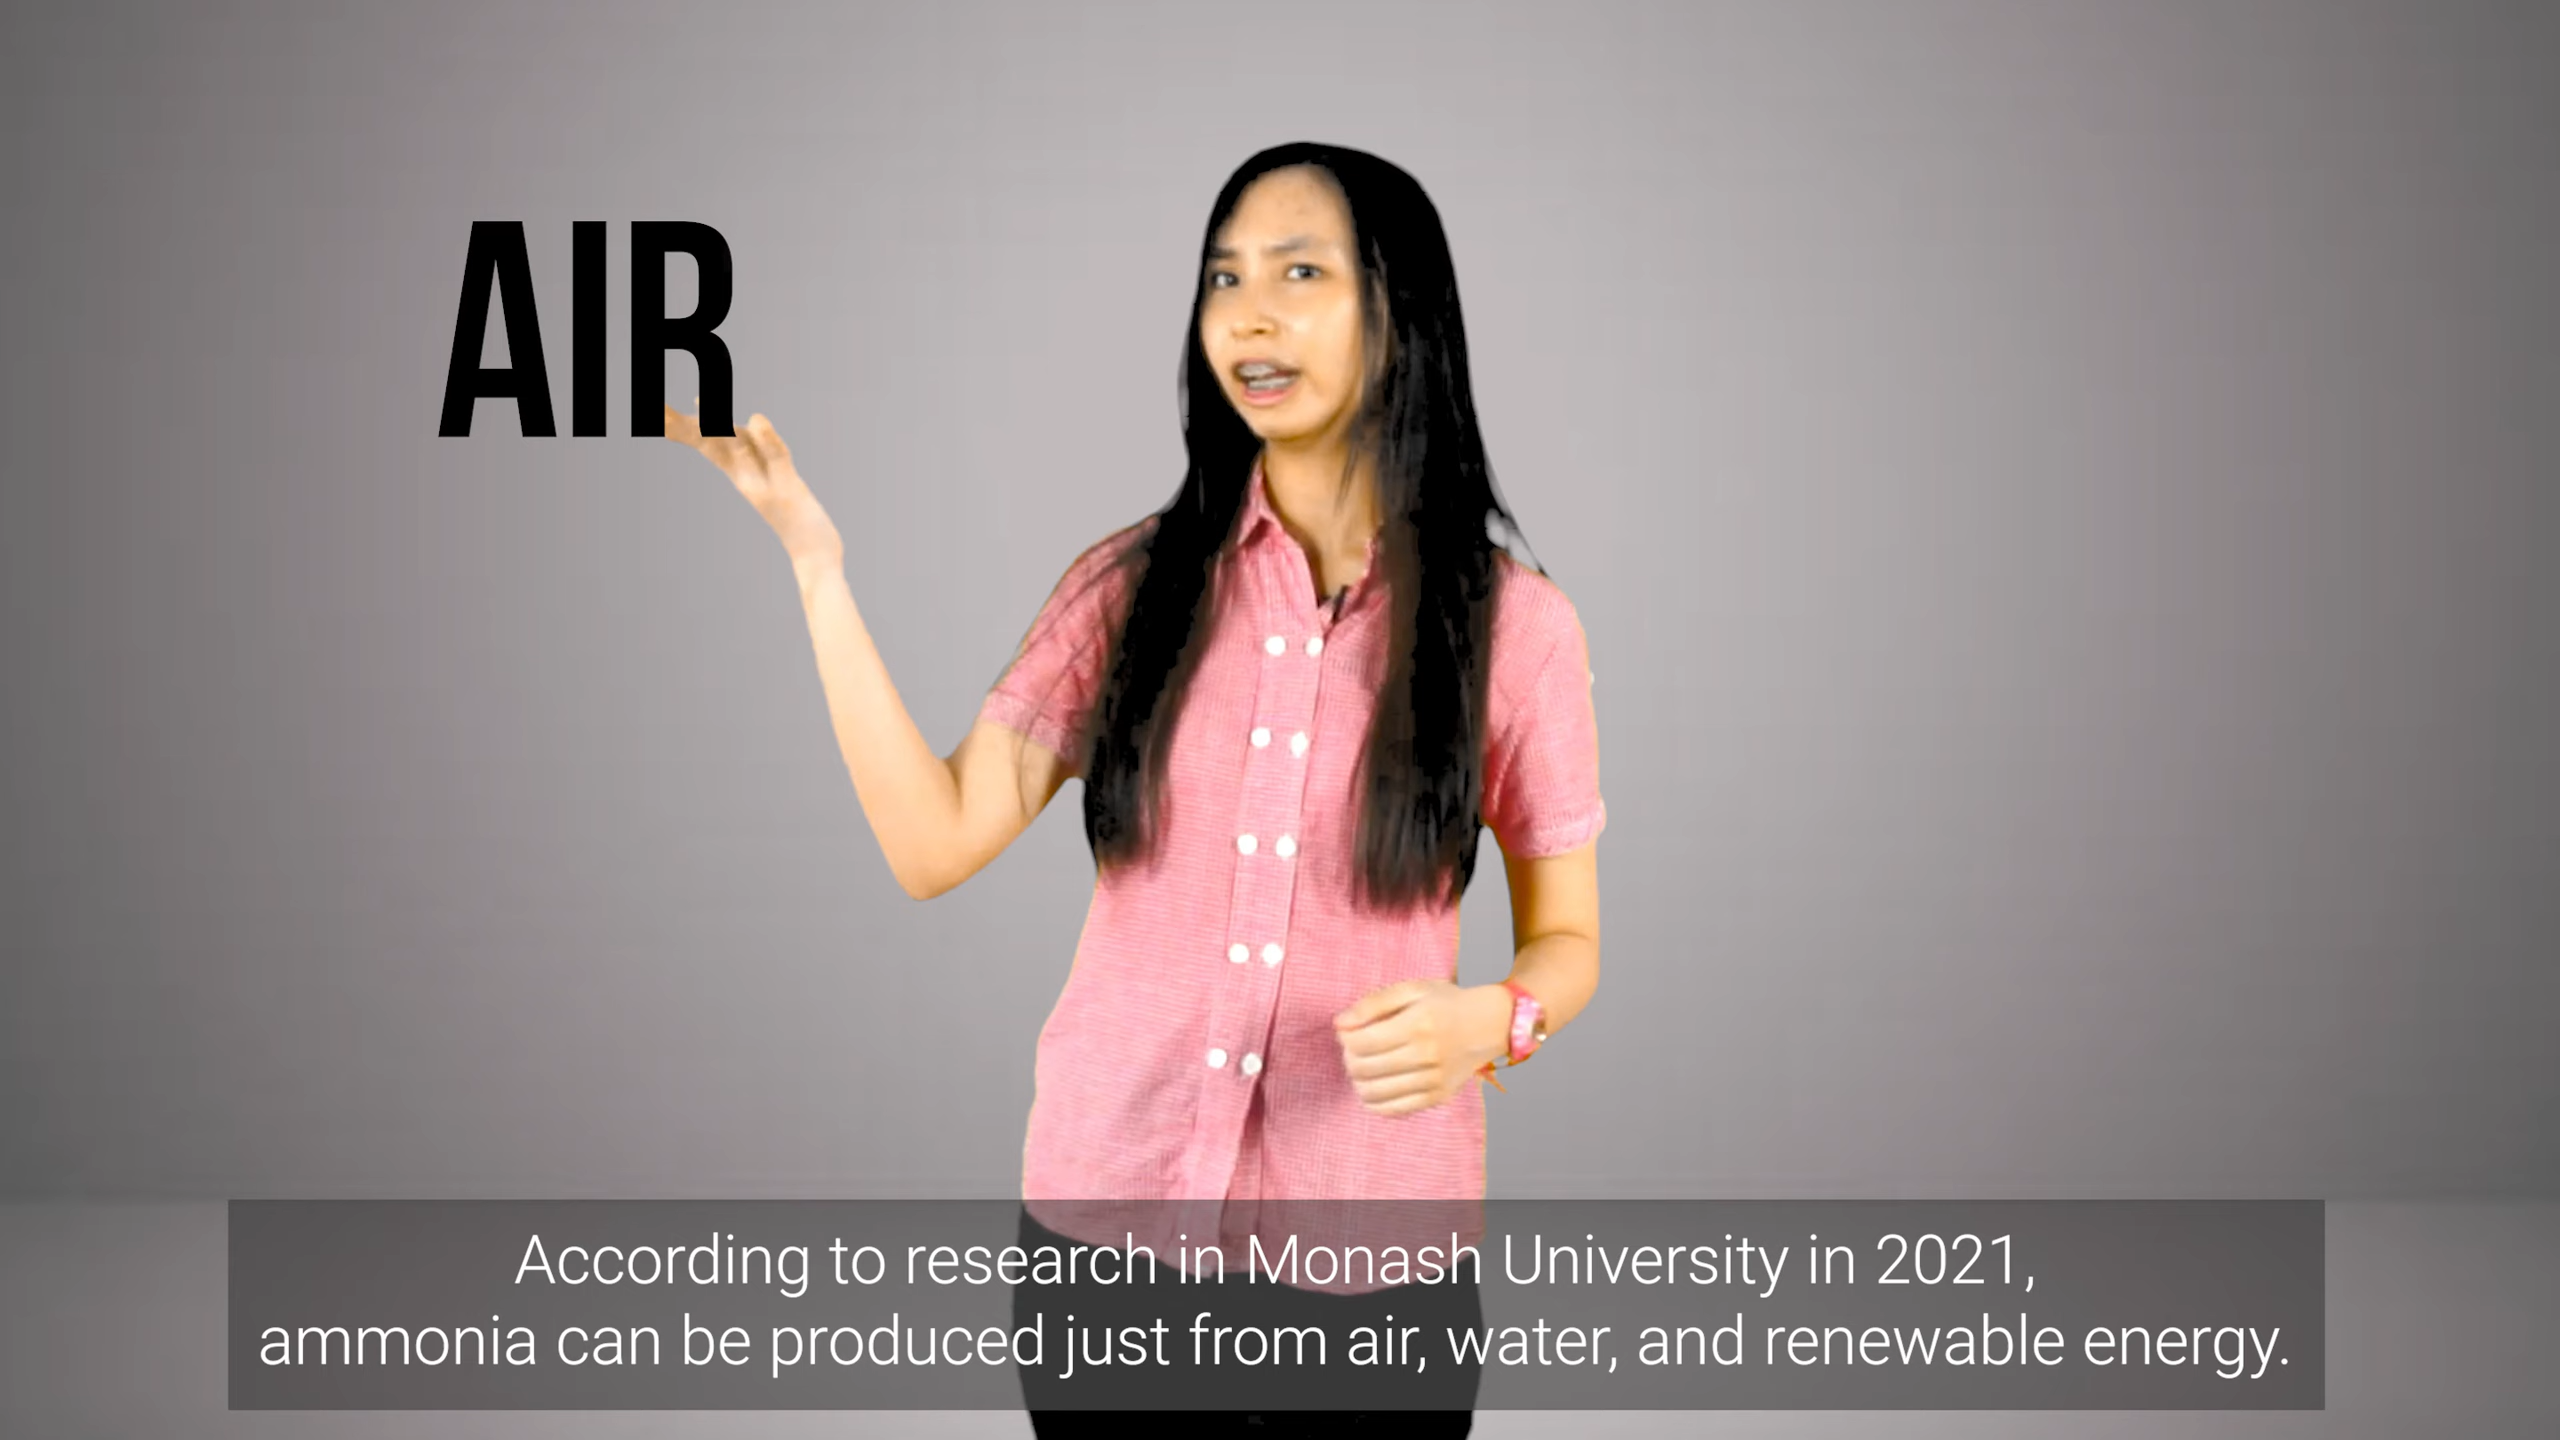 AIR
According to research in Monash University in 2021,
ammonia can be produced just from air, water, and renewable energy.